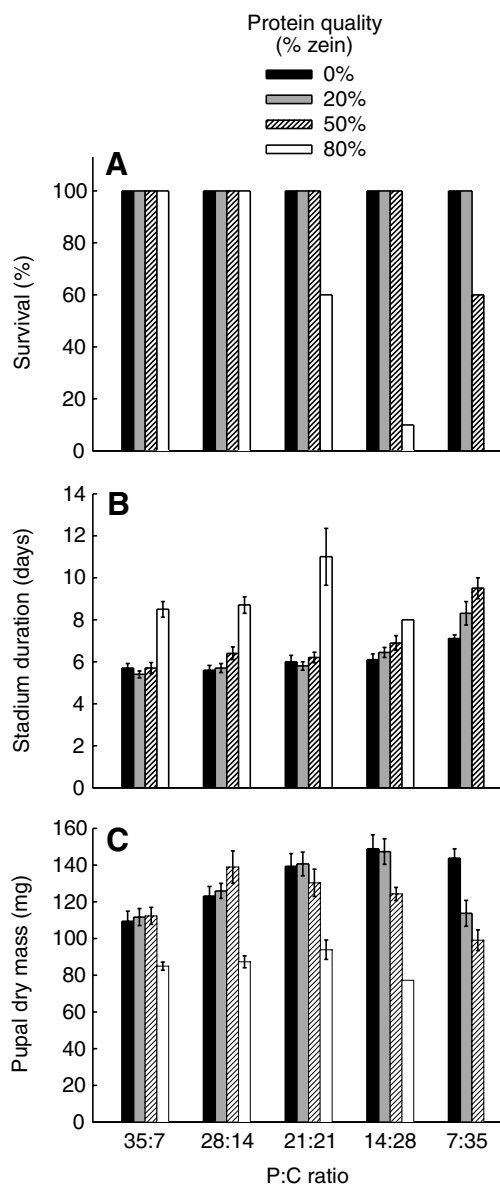 Protein quality
(% zein)
0%
20%
50%
80%
A
100
80
60
40
20
0
Survival (%)
B
14
12
10
8
6
4
2
0
Stadium duration (days)
C
160
140
120
100
80
60
40
20
0
Pupal dry mass (mg)
35:7 28:14 21:21 14:28 7:35
P:C ratio